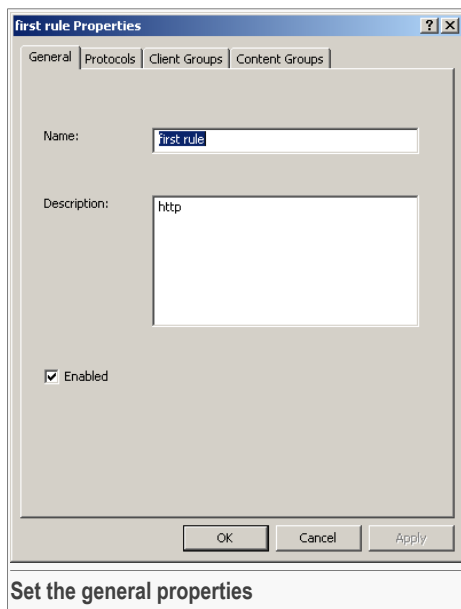 first rule Properties
General Protocols Client Groups Content Groups
Name: first rule
Description: http
Enabled
OK Cancel Apply
Set the general properties